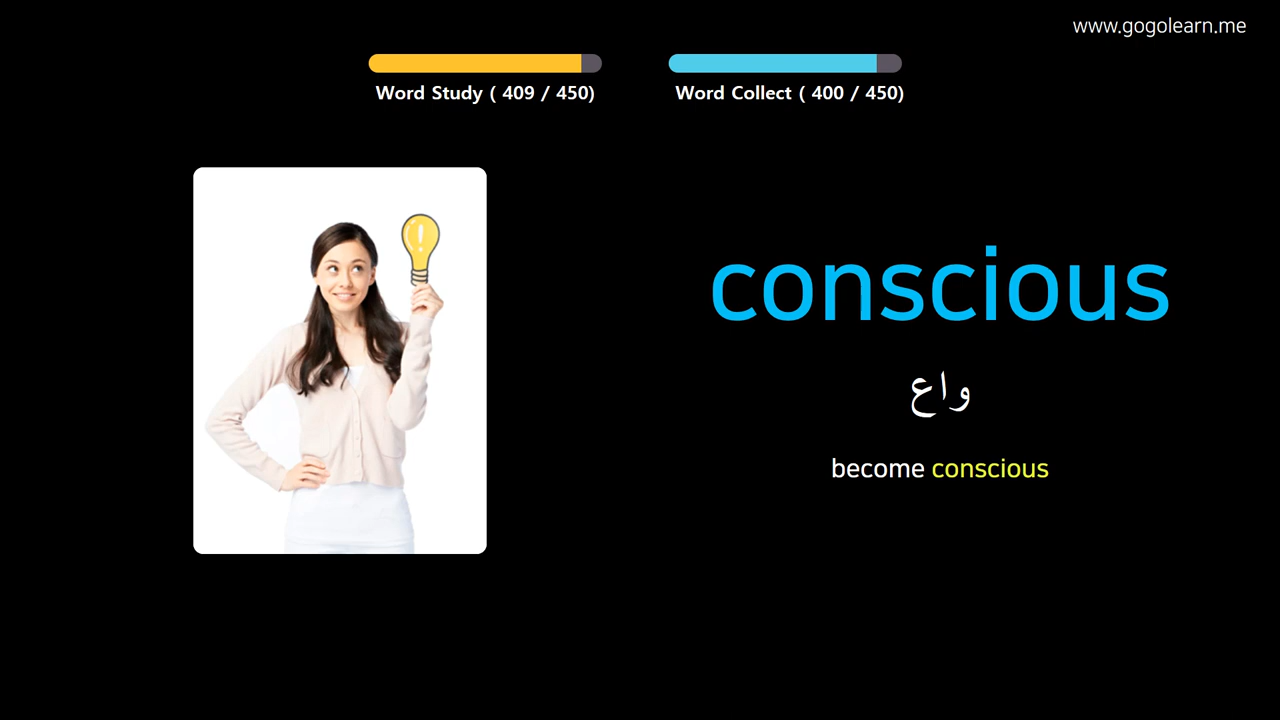 www.gogolearn.me
Word Study ( 409 / 450)
Word Collect ( 400 / 450)
conscious
واع
become conscious